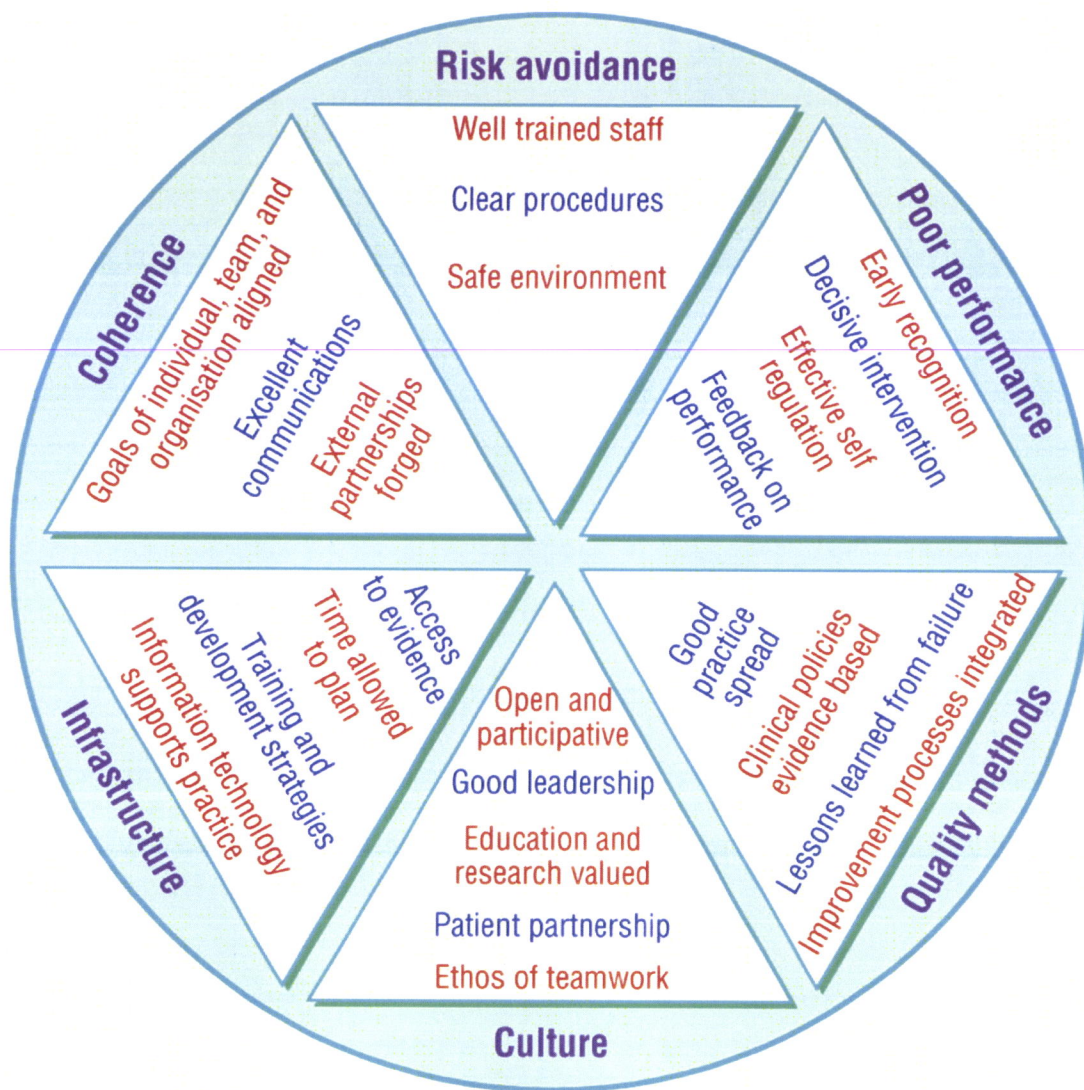 Risk avoidance
Well trained staff
Clear procedures
Safe environment
Poor performance
Early recognition
Decisive intervention
Effective self
regulation
Feedback on
performance
Quality methods
Good
practice
spread
Clinical policies
evidence based
Lessons learned from failure
Improvement processes integrated
Culture
Open and
participative
Good leadership
Education and
research valued
Patient partnership
Ethos of teamwork
Infrastructure
Access
to evidence
Time allowed
to plan
Training and
development strategies
Information technology
supports practice
Coherence
Goals of individual, team, and
organisation aligned
Excellent
communications
External
partnerships
forged